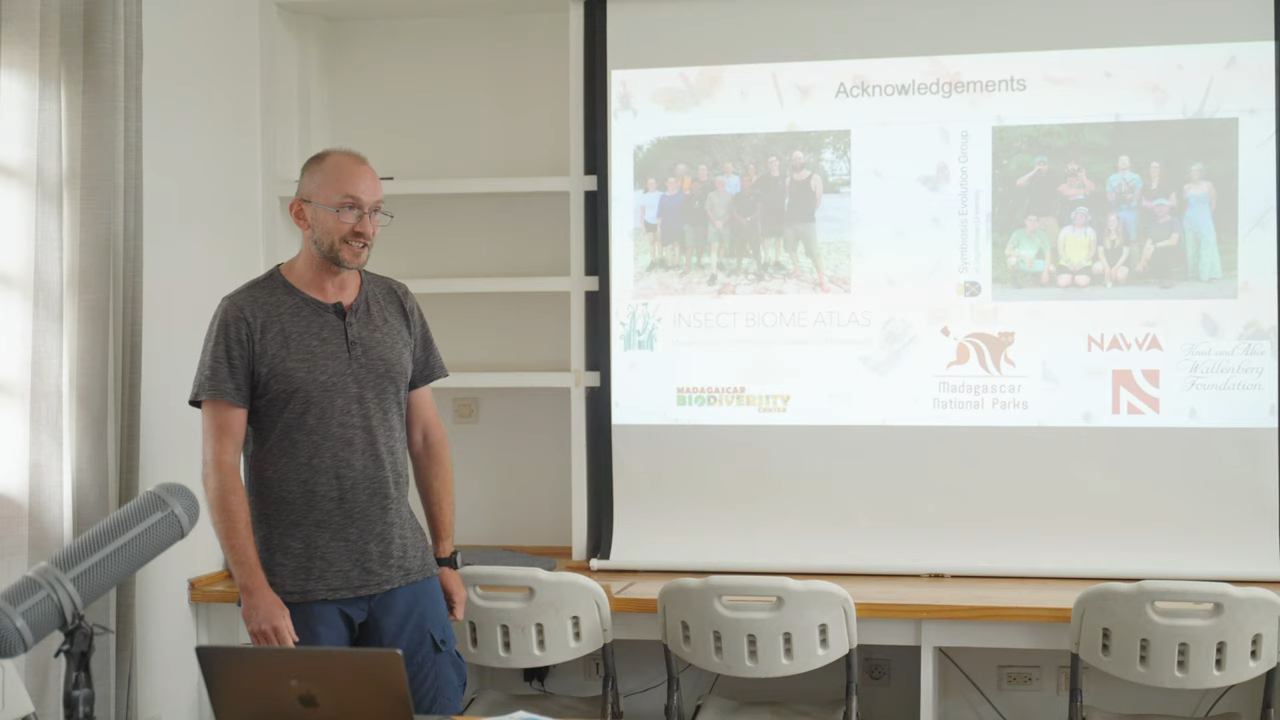 Acknowledgements
Symbiosis Evolution Group
INSECT BIOME ATLAS
MADAGASCAR
BIODIVERSITY
CENTER
Madagascar
National Parks
NAWA
Knut and Alice
Wallenberg
Foundation